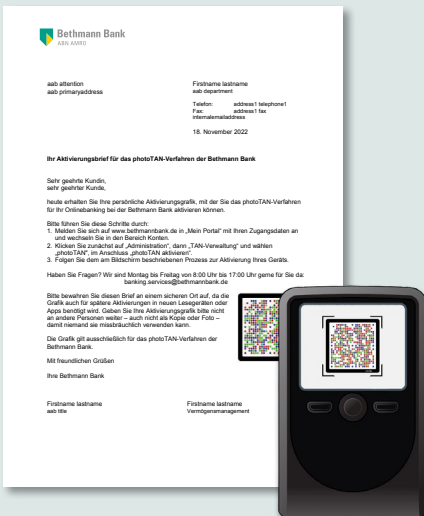 Bethmann Bank
ABN AMRO
aab attention
aab primaryaddress
Firstname lastname
aab department
Telefon: address1 telephone1
Fax: address1 fax
internalemailaddress
18. November 2022
Ihr Aktivierungsbrief für das photoTAN-Verfahren der Bethmann Bank
Sehr geehrte Kundin,
sehr geehrter Kunde,
heute erhalten Sie Ihre persönliche Aktivierungsgrafik, mit der Sie das photoTAN-Verfahren
für Ihr Onlinebanking bei der Bethmann Bank aktivieren können.
Bitte führen Sie diese Schritte durch:
1. Melden Sie sich auf www.bethmannbank.de in „Mein Portal“ mit Ihren Zugangsdaten an
und wechseln Sie in den Bereich Konten.
2. Klicken Sie zunächst auf „Administration“, dann „TAN-Verwaltung“ und wählen
„photoTAN“, im Anschluss „photoTAN aktivieren“.
3. Folgen Sie dem am Bildschirm beschriebenen Prozess zur Aktivierung Ihres Geräts.
Haben Sie Fragen? Wir sind Montag bis Freitag von 8:00 Uhr bis 17:00 Uhr gerne für Sie da:
banking.services@bethmannbank.de
Bitte bewahren Sie diesen Brief an einem sicheren Ort auf, da die
Grafik auch für spätere Aktivierungen in neuen Lesegeräten oder
Apps benötigt wird. Geben Sie Ihre Aktivierungsgrafik bitte nicht
an andere Personen weiter – auch nicht als Kopie oder Foto –
damit niemand sie missbräuchlich verwenden kann.
Die Grafik gilt ausschließlich für das photoTAN-Verfahren der
Bethmann Bank.
Mit freundlichen Grüßen
Ihre Bethmann Bank
Firstname lastname
aab title
Firstname lastname
Vermögensmanagement